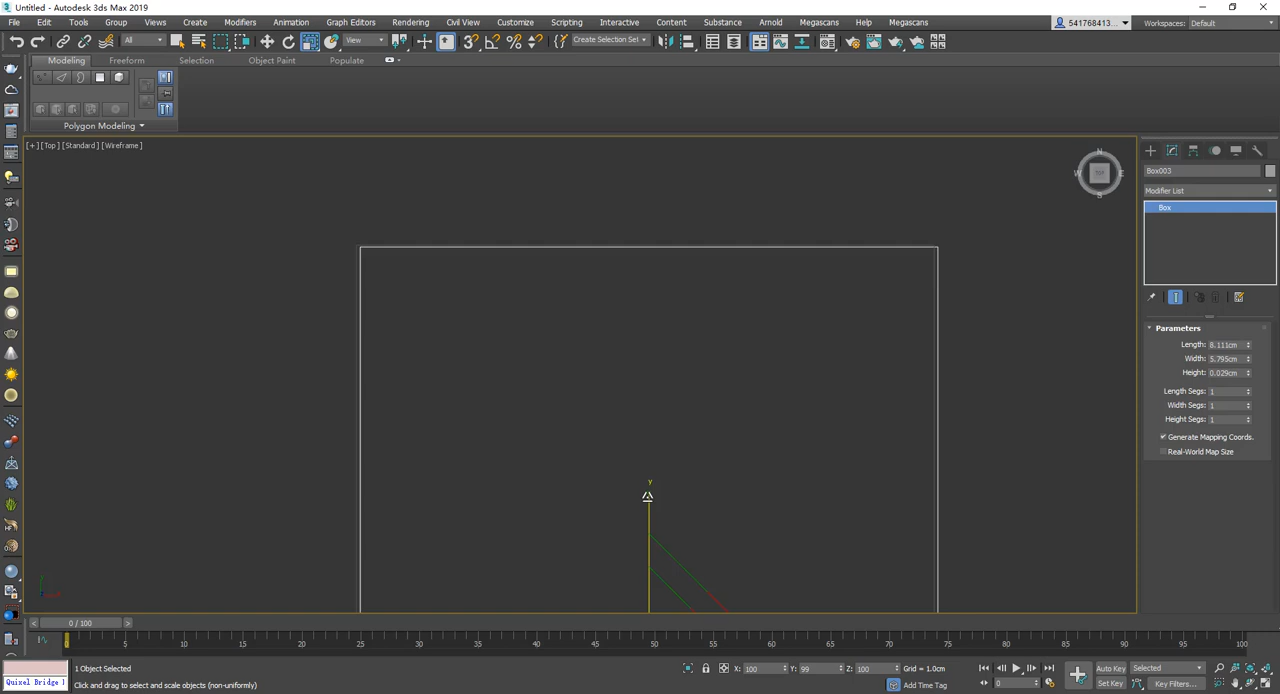 Untitled - Autodesk 3ds Max 2019
File Edit Tools Group Views Create Modifiers Animation Graph Editors Rendering Civil View Customize Scripting Interactive Content Substance Arnold Megascans Help Megascans
541768413... Workspaces: Default
All View Create Selection Set
Modeling Freeform Selection Object Paint Populate
Polygon Modeling
[+] [Top] [Standard] [Wireframe]
N
W E
S
TOP
y
Box003
Modifier List
Box
Parameters
Length: 8.111cm
Width: 5.795cm
Height: 0.029cm
Length Segs: 1
Width Segs: 1
Height Segs: 1
Generate Mapping Coords.
Real-World Map Size
< 0 / 100 >
0 5 10 15 20 25 30 35 40 45 50 55 60 65 70 75 80 85 90 95 100
1 Object Selected X: 100 Y: 99 Z: 100 Grid = 1.0cm Auto Key Selected
Quixel Bridge l Click and drag to select and scale objects (non-uniformly) Add Time Tag 0 Set Key Key Filters...